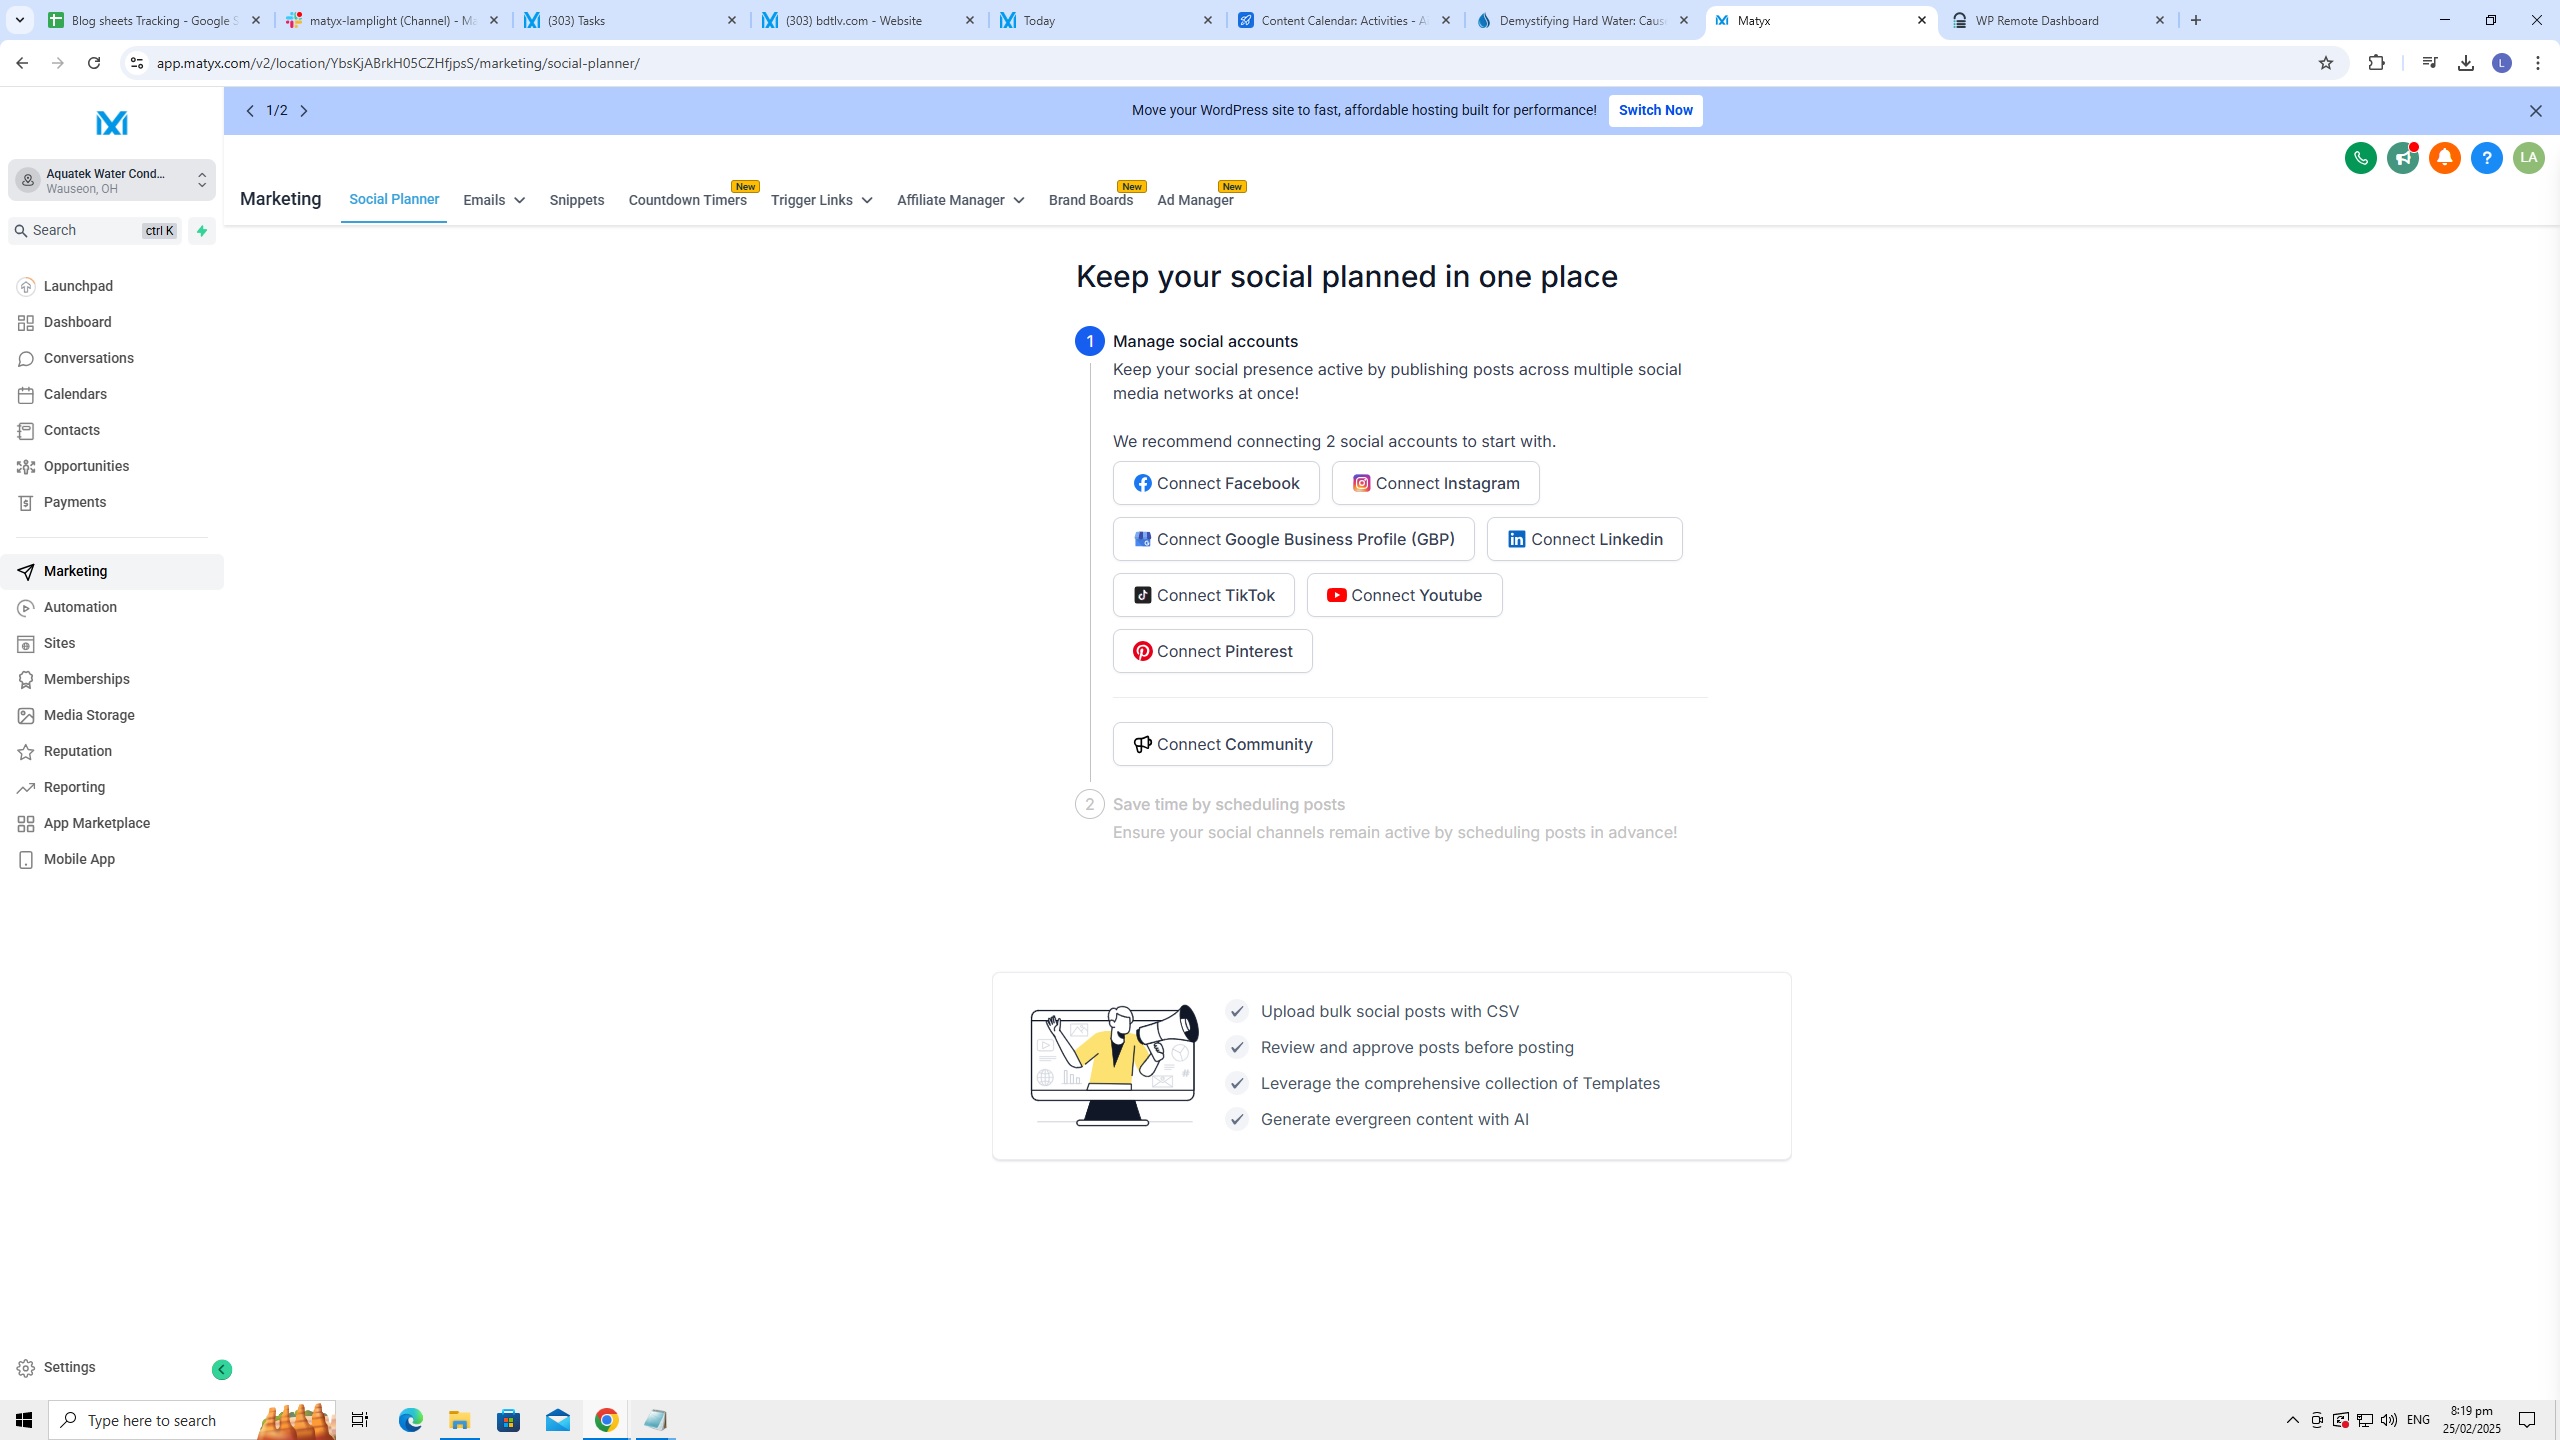 Blog sheets Tracking - Google S
matyx-lamplight (Channel) - Ma
(303) Tasks
(303) bdtlv.com - Website
Today
Content Calendar: Activities - A
Demystifying Hard Water: Cause
Matyx
WP Remote Dashboard
app.matyx.com/v2/location/YbsKjABrkH05CZHfjpsS/marketing/social-planner/
L
1/2
Move your WordPress site to fast, affordable hosting built for performance!
Switch Now
Aquatek Water Cond...
Wauseon, OH
LA
Search
ctrl K
Marketing
Social Planner
Emails
Snippets
Countdown Timers
New
Trigger Links
Affiliate Manager
Brand Boards
New
Ad Manager
New
Launchpad
Dashboard
Conversations
Calendars
Contacts
Opportunities
Payments
Marketing
Automation
Sites
Memberships
Media Storage
Reputation
Reporting
App Marketplace
Mobile App
Settings
Keep your social planned in one place
1
Manage social accounts
Keep your social presence active by publishing posts across multiple social
media networks at once!
We recommend connecting 2 social accounts to start with.
Connect Facebook
Connect Instagram
Connect Google Business Profile (GBP)
Connect Linkedin
Connect TikTok
Connect Youtube
Connect Pinterest
Connect Community
2
Save time by scheduling posts
Ensure your social channels remain active by scheduling posts in advance!
Upload bulk social posts with CSV
Review and approve posts before posting
Leverage the comprehensive collection of Templates
Generate evergreen content with AI
Type here to search
ENG
8:19 pm
25/02/2025